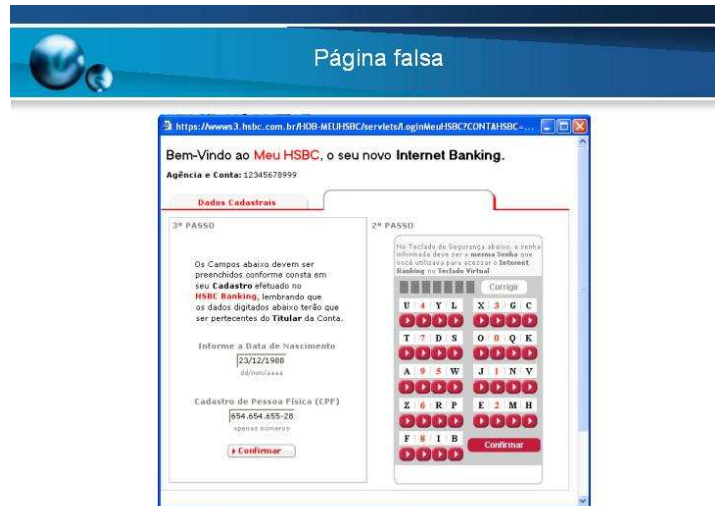 Página falsa
https://wwws3.hsbc.com.br/HOB-MEUHSBC/servlets/LoginMeuHSBC?CONTAHSBC=...
Bem-Vindo ao Meu HSBC, o seu novo Internet Banking.
Agência e Conta: 12345678999
Dados Cadastrais
3º PASSO
Os Campos abaixo devem ser
preenchidos conforme consta em
seu Cadastro efetuado no
HSBC Banking, lembrando que
os dados digitados abaixo terão que
ser pertecentes do Titular da Conta.
Informe a Data de Nascimento
23/12/1988
dd/mm/aaaa
Cadastro de Pessoa Física (CPF)
654.654.655-28
apenas números
Confirmar
2º PASSO
No Teclado de Segurança abaixo, a senha
informada deve ser a mesma Senha que
você utilizava para acessar o Internet
Banking no Teclado Virtual
Corrigir
U 4 Y L X 3 G C
T 7 D S O 0 Q K
A 9 5 W J 1 N V
Z 6 R P E 2 M H
F 8 I B Confirmar